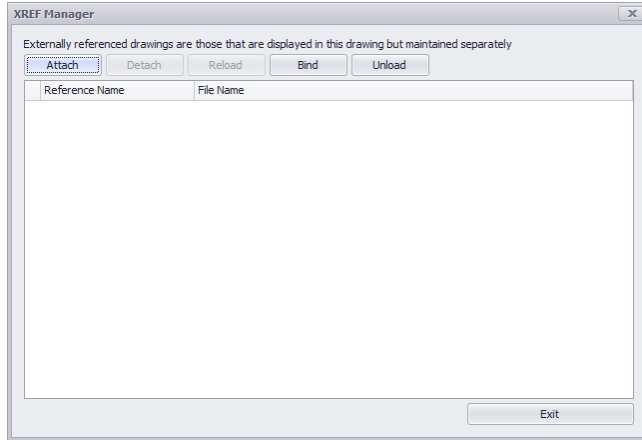 XREF Manager
Externally referenced drawings are those that are displayed in this drawing but maintained separately
Attach Detach Reload Bind Unload
Reference Name File Name
Exit